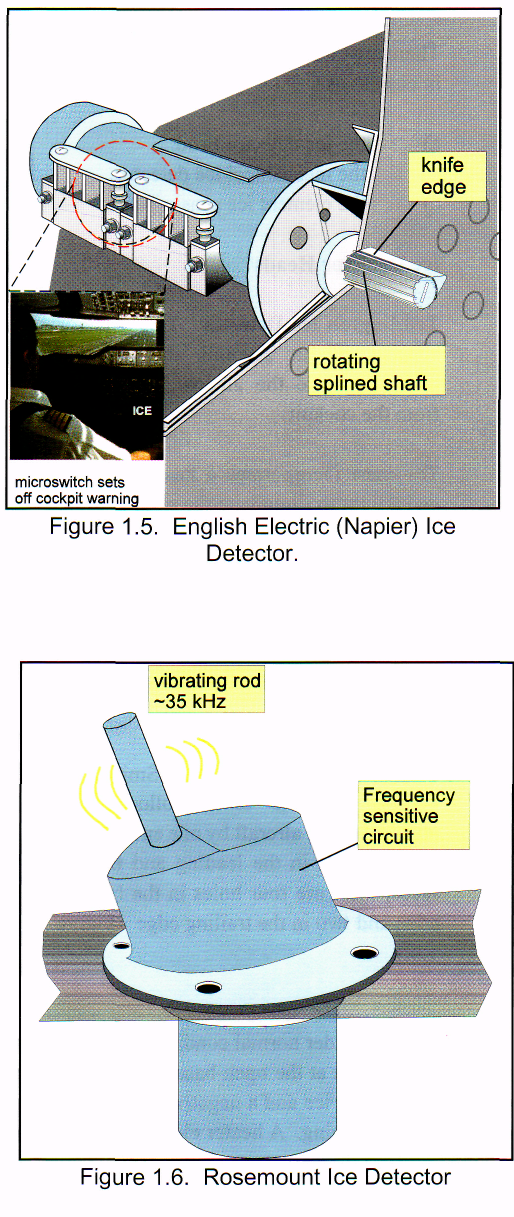 knife
edge
rotating
splined shaft
ICE
microswitch sets
off cockpit warning
Figure 1.5. English Electric (Napier) Ice
Detector.
vibrating rod
~35 kHz
Frequency
sensitive
circuit
Figure 1.6. Rosemount Ice Detector